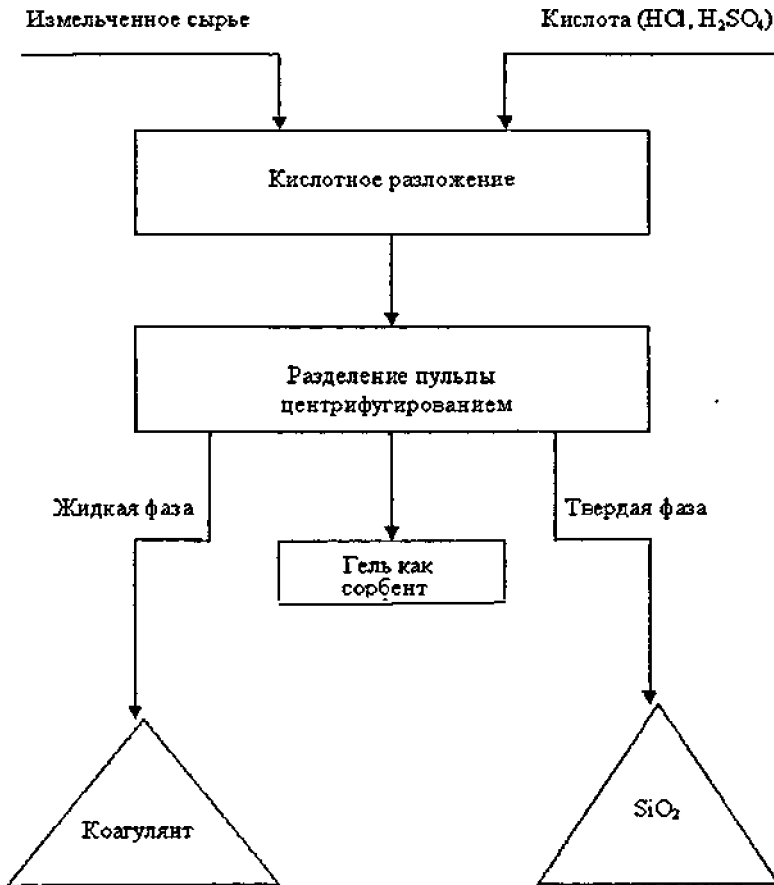 Измельченное сырье
Кислота (HCl, H₂SO₄)
Кислотное разложение
Разделение пульпы
центрифугированием
Жидкая фаза
Твердая фаза
Гель как
сорбент
Коагулянт
SiO₂